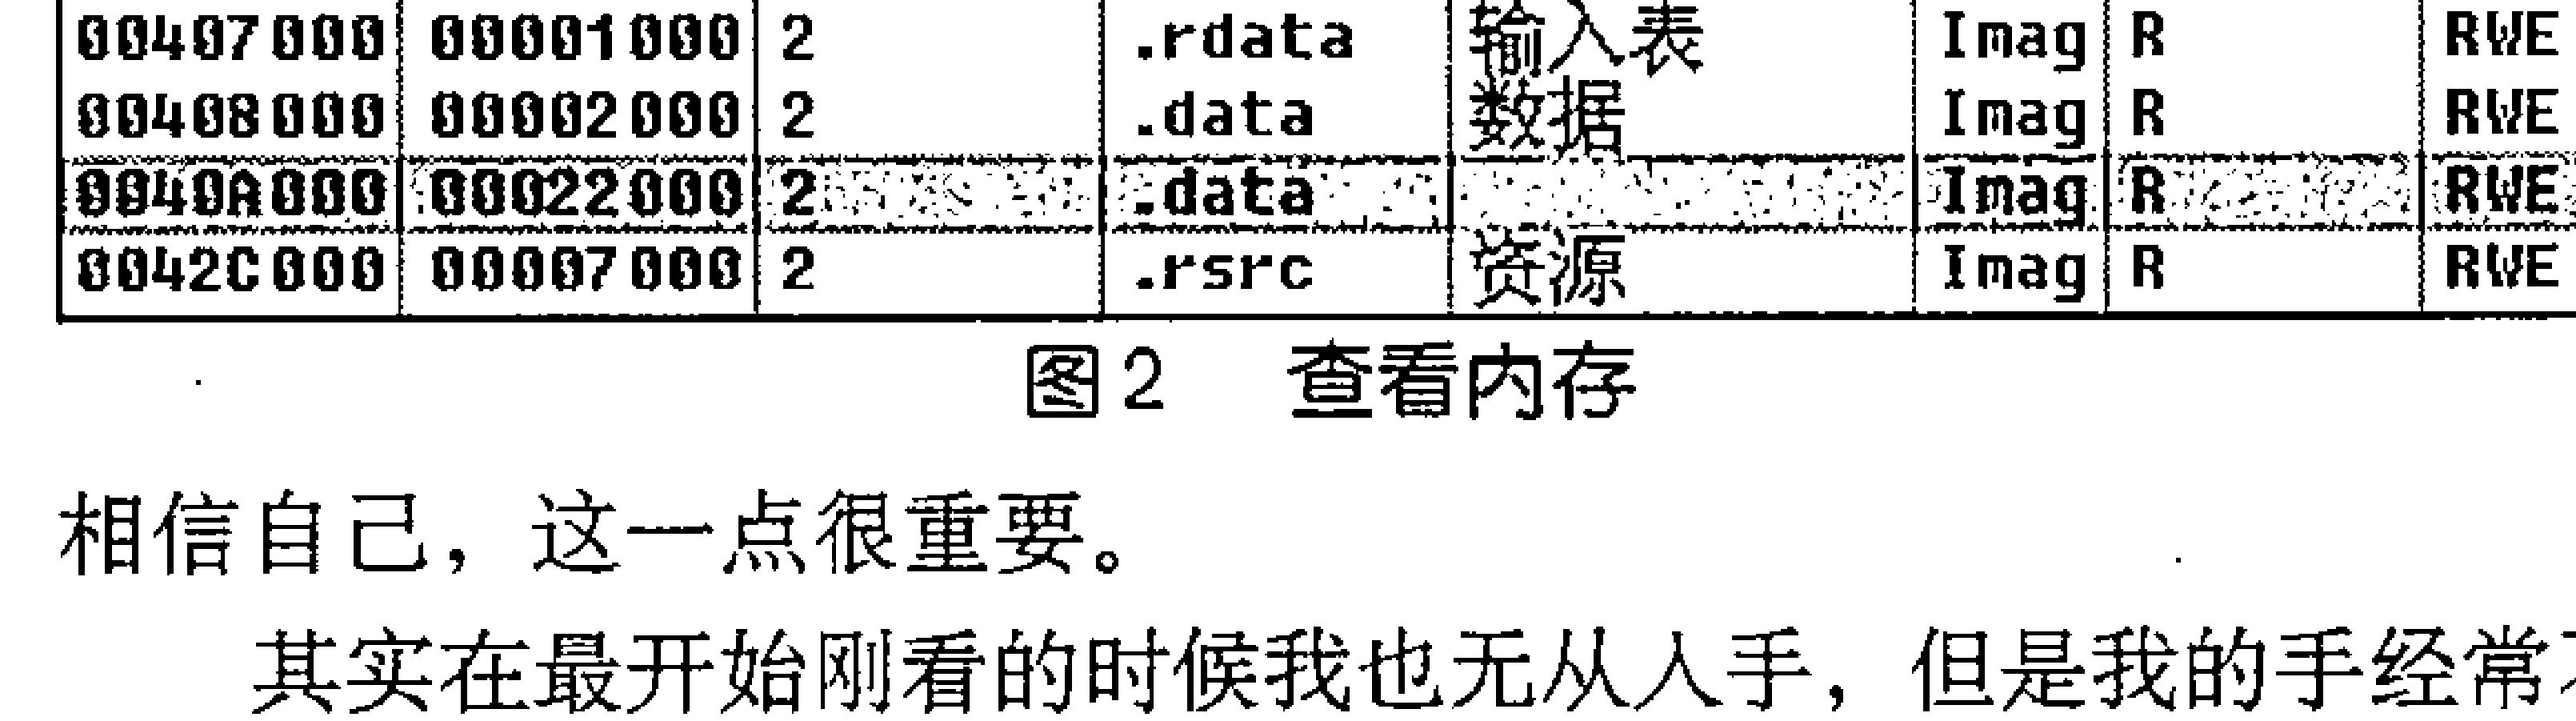 00407000 00001000 2 .rdata 输入表 Imag R RWE
00408000 00002000 2 .data 数据 Imag R RWE
0040A000 00022000 2 .data Imag R RWE
0042C000 00007000 2 .rsrc 资源 Imag R RWE
图2 查看内存
相信自己，这一点很重要。
其实在最开始刚看的时候我也无从入手，但是我的手经常